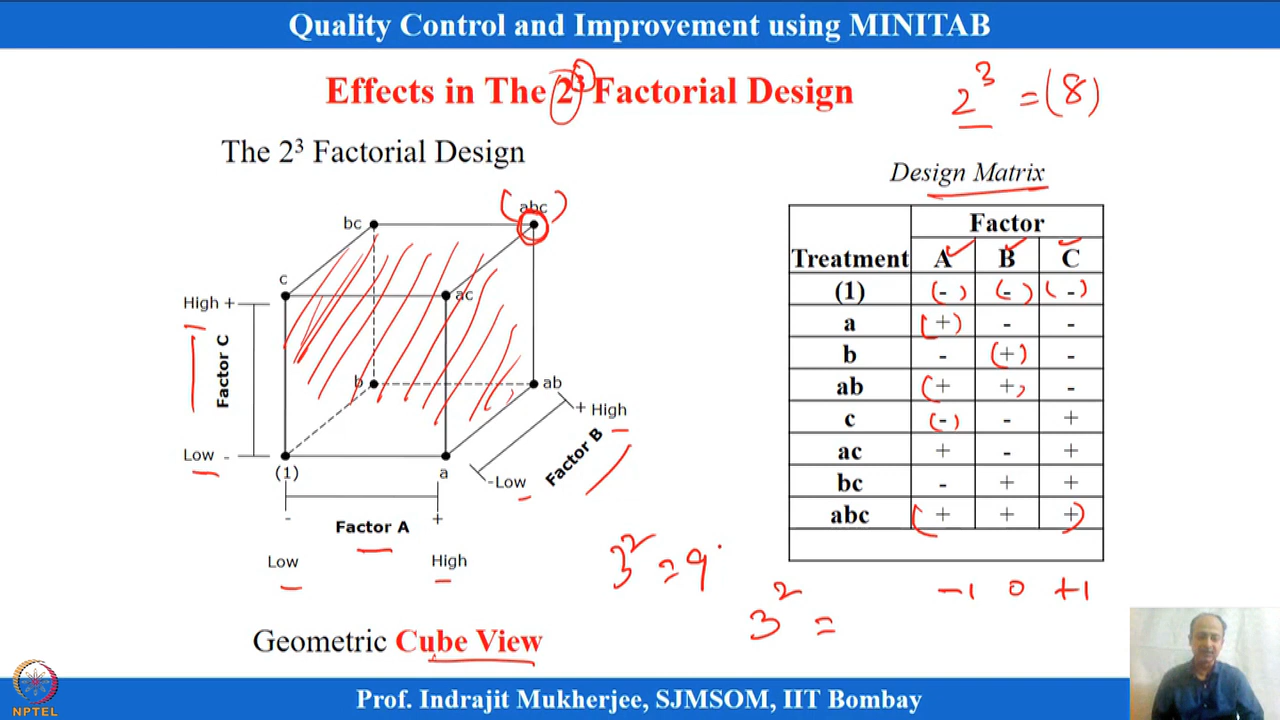 Quality Control and Improvement using MINITAB
Effects in The 2³ Factorial Design
2³ = (8)
The 2³ Factorial Design
Design Matrix
bc
abc
c
ac
High +
Factor C
Low -
b
ab
(1)
a
+ High
Factor B
-Low
- +
Factor A
Low High
Factor
Treatment A B C
(1) (-) (-) (-)
a (+) - -
b - (+) -
ab (+ +) -
c (-) - +
ac + - +
bc - + +
abc (+ + +)
3² = 9
-1 0 +1
3² =
Geometric Cube View
NPTEL
Prof. Indrajit Mukherjee, SJMSOM, IIT Bombay